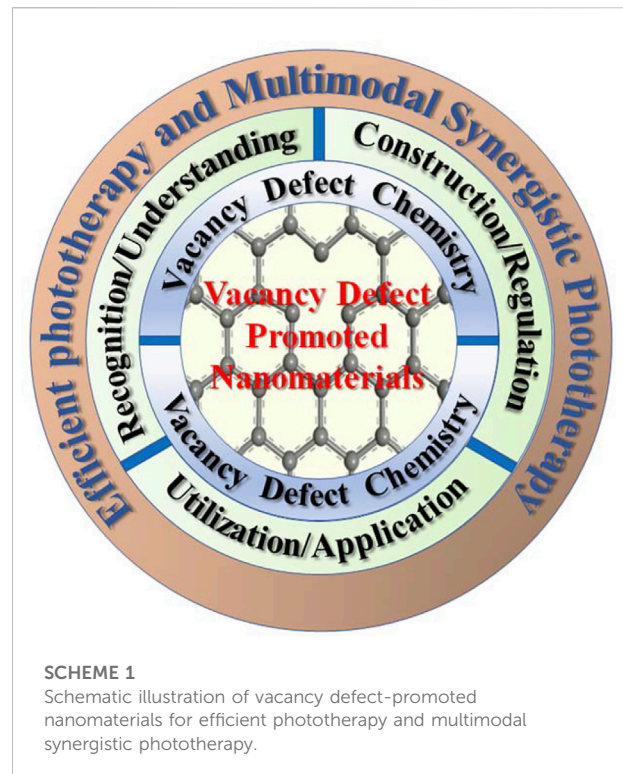 Efficient phototherapy and Multimodal Synergistic Phototherapy
Recognition/Understanding
Construction/Regulation
Utilization/Application
Vacancy Defect Chemistry
Vacancy Defect
Promoted
Nanomaterials
Vacancy Defect Chemistry
SCHEME 1
Schematic illustration of vacancy defect-promoted
nanomaterials for efficient phototherapy and multimodal
synergistic phototherapy.